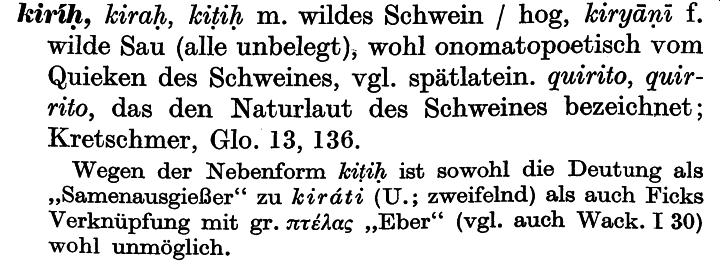 kiríḥ, kiraḥ, kiṭiḥ m. wildes Schwein / hog, kiryāṇī f.
wilde Sau (alle unbelegt), wohl onomatopoetisch vom
Quieken des Schweines, vgl. spätlatein. quirito, quir-
rito, das den Naturlaut des Schweines bezeichnet;
Kretschmer, Glo. 13, 136.
Wegen der Nebenform kiṭiḥ ist sowohl die Deutung als
„Samenausgießer“ zu kiráti (U.; zweifelnd) als auch Ficks
Verknüpfung mit gr. πτέλας „Eber“ (vgl. auch Wack. I 30)
wohl unmöglich.